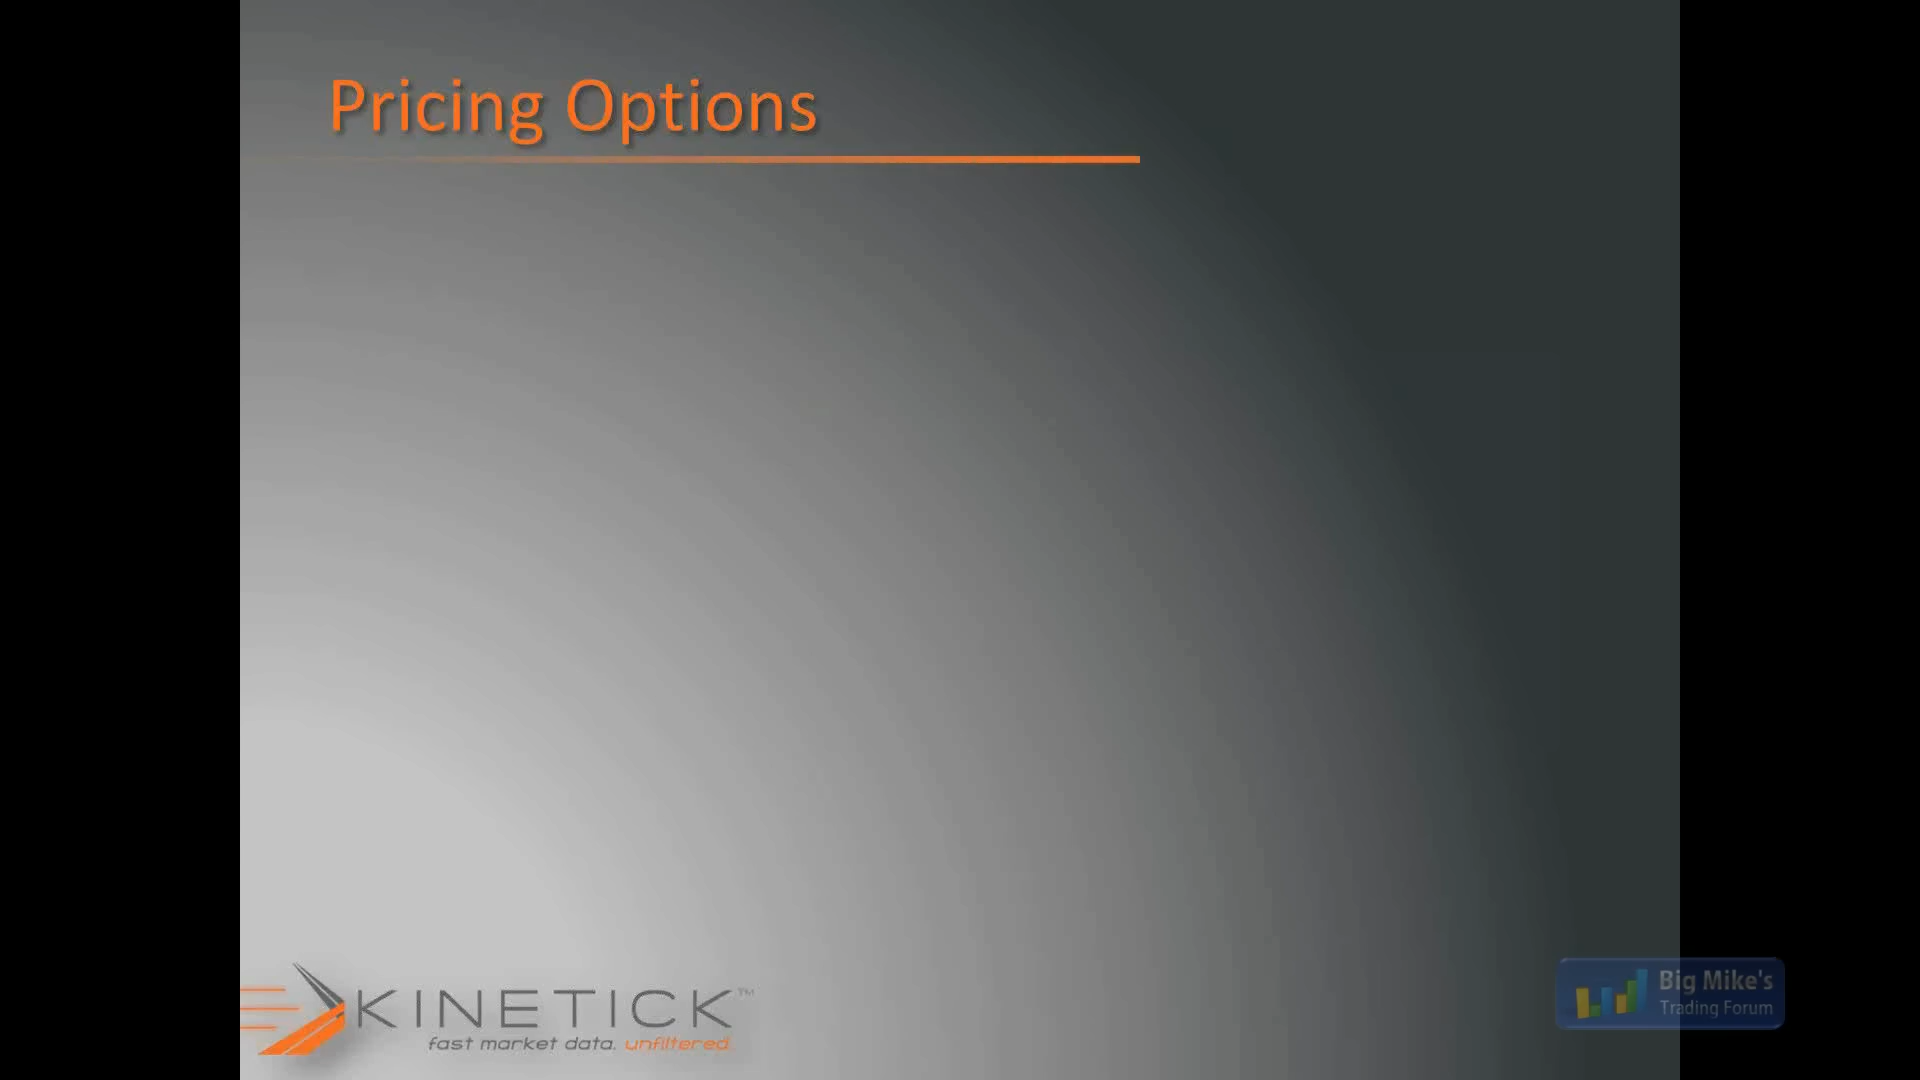 Pricing Options
KINETICK™
fast market data. unfiltered.
Big Mike's
Trading Forum